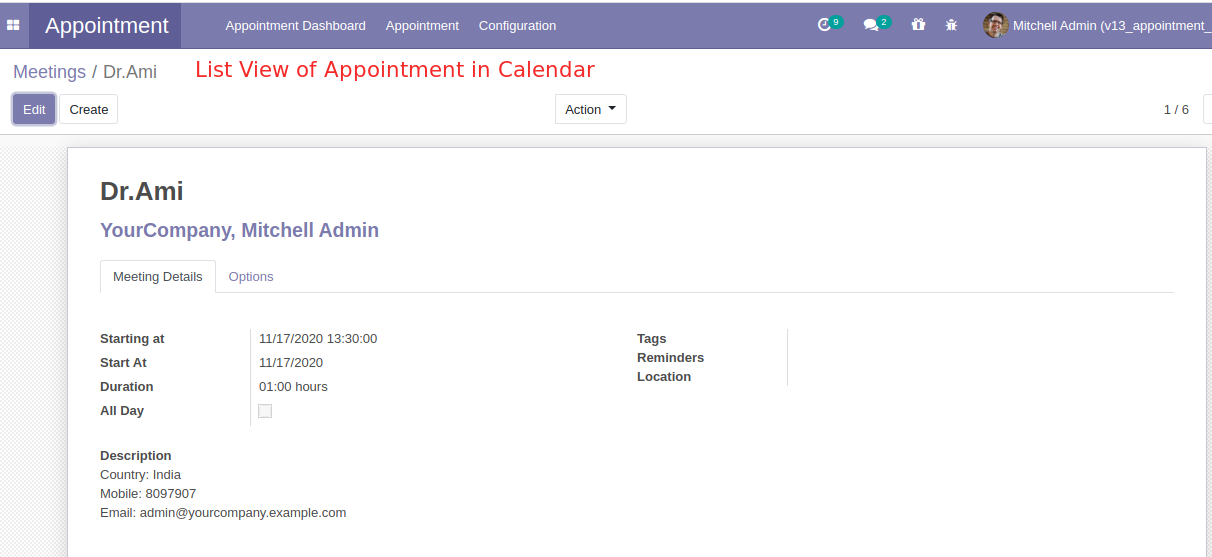 Appointment Appointment Dashboard Appointment Configuration 9 2 Mitchell Admin (v13_appointment_
Meetings / Dr.Ami List View of Appointment in Calendar
Edit Create Action 1 / 6
Dr.Ami
YourCompany, Mitchell Admin
Meeting Details Options
Starting at 11/17/2020 13:30:00 Tags
Start At 11/17/2020 Reminders
Duration 01:00 hours Location
All Day
Description
Country: India
Mobile: 8097907
Email: admin@yourcompany.example.com